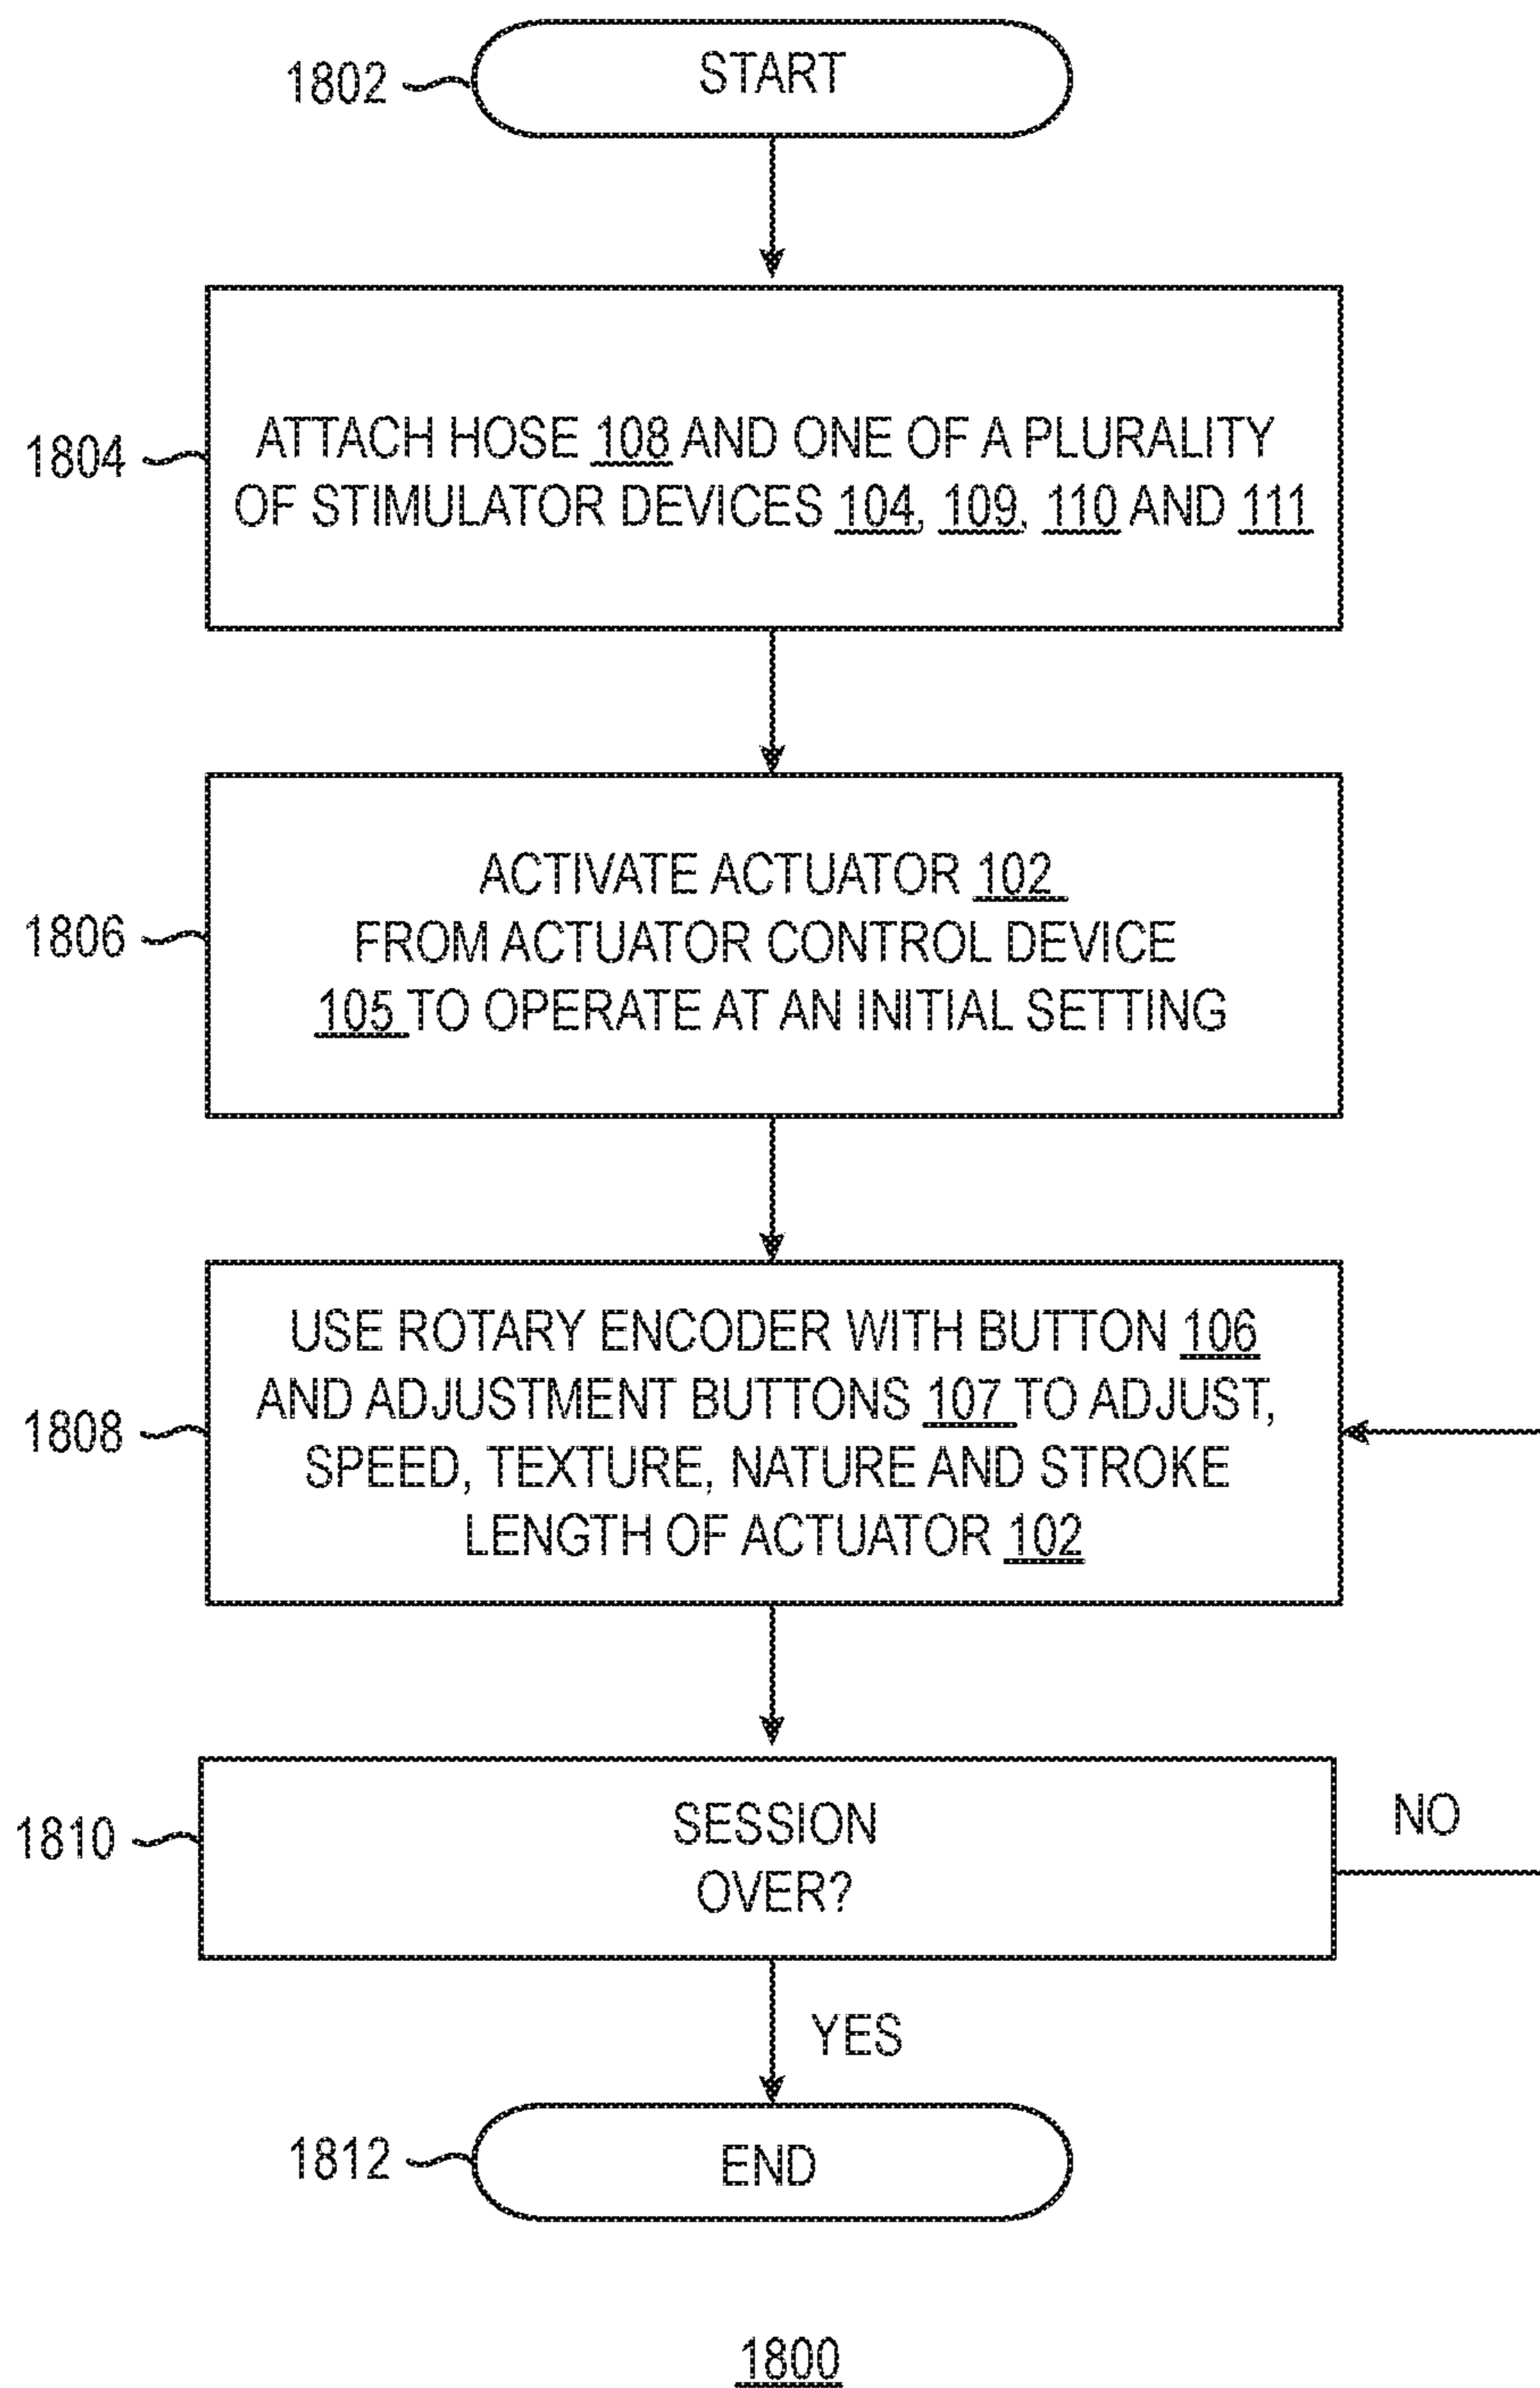 1802
START
1804
ATTACH HOSE 108 AND ONE OF A PLURALITY
OF STIMULATOR DEVICES 104, 109, 110 AND 111
1806
ACTIVATE ACTUATOR 102
FROM ACTUATOR CONTROL DEVICE
105 TO OPERATE AT AN INITIAL SETTING
1808
USE ROTARY ENCODER WITH BUTTON 106
AND ADJUSTMENT BUTTONS 107 TO ADJUST,
SPEED, TEXTURE, NATURE AND STROKE
LENGTH OF ACTUATOR 102
1810
SESSION
OVER?
NO
YES
1812
END
1800